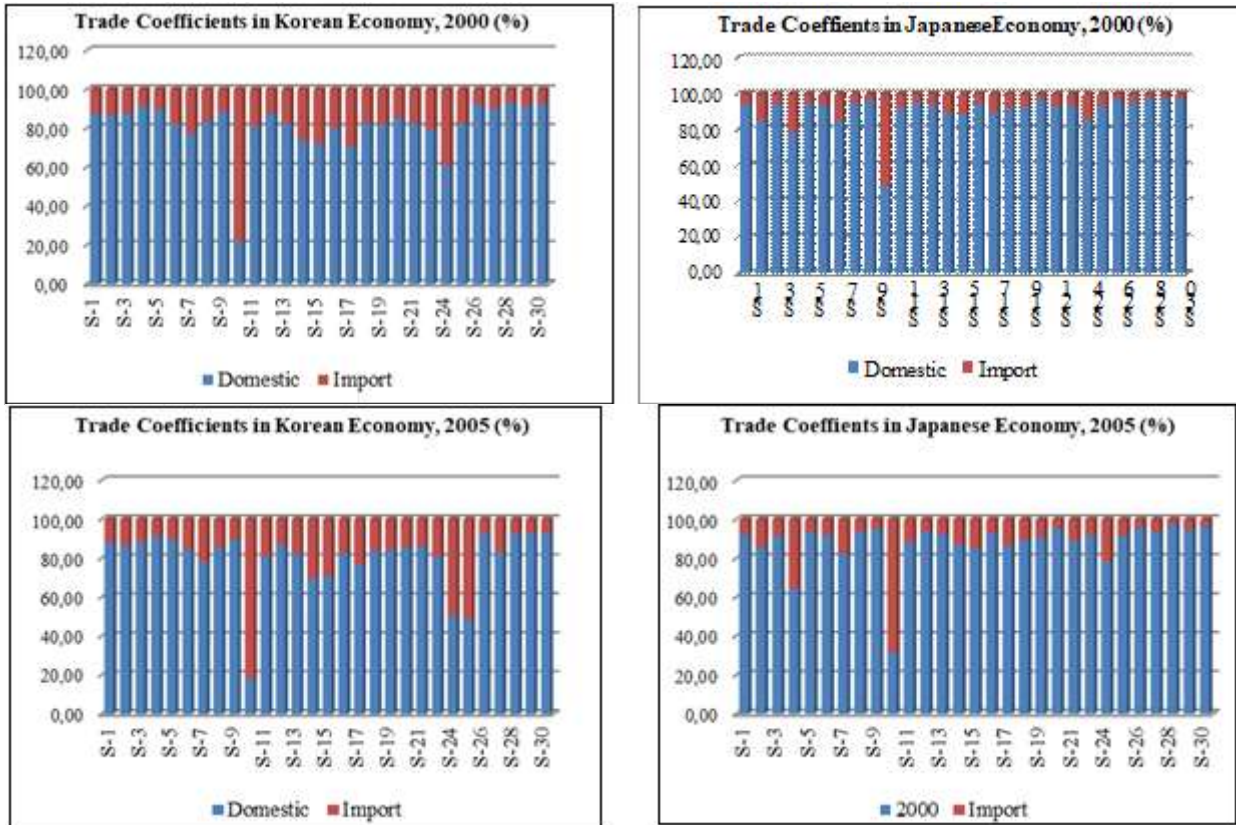 Trade Coefficients in Korean Economy, 2000 (%)
120,00
100,00
80,00
60,00
40,00
20,00
0,00
S-1 S-3 S-5 S-7 S-9 S-11 S-13 S-15 S-17 S-19 S-21 S-24 S-26 S-28 S-30
Domestic Import
Trade Coeffients in JapaneseEconomy, 2000 (%)
120,00
100,00
80,00
60,00
40,00
20,00
0,00
Domestic Import
Trade Coefficients in Korean Economy, 2005 (%)
120,00
100,00
80,00
60,00
40,00
20,00
0,00
S-1 S-3 S-5 S-7 S-9 S-11 S-13 S-15 S-17 S-19 S-21 S-24 S-26 S-28 S-30
Domestic Import
Trade Coeffients in Japanese Economy, 2005 (%)
120,00
100,00
80,00
60,00
40,00
20,00
0,00
S-1 S-3 S-5 S-7 S-9 S-11 S-13 S-15 S-17 S-19 S-21 S-24 S-26 S-28 S-30
2000 Import